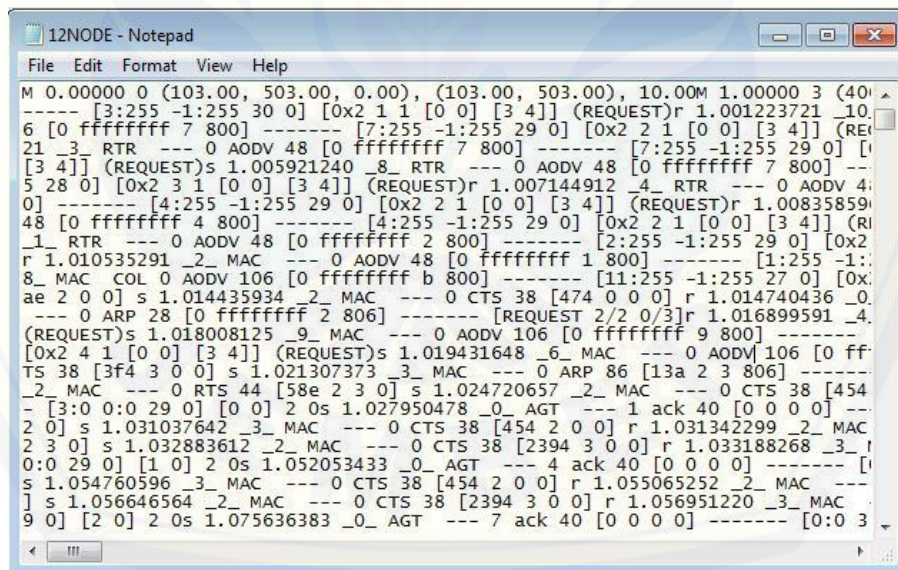 12NODE - Notepad
File Edit Format View Help
M 0.00000 0 (103.00, 503.00, 0.00), (103.00, 503.00), 10.00M 1.00000 3 (40
----- [3:255 -1:255 30 0] [0x2 1 1 [0 0] [3 4]] (REQUEST)r 1.001223721 _10_
6 [0 ffffffff 7 800] ------- [7:255 -1:255 29 0] [0x2 2 1 [0 0] [3 4]] (RE
21 _3_ RTR --- 0 AODV 48 [0 ffffffff 7 800] ------- [7:255 -1:255 29 0] [
[3 4]] (REQUEST)s 1.005921240 _8_ RTR --- 0 AODV 48 [0 ffffffff 7 800] --
5 28 0] [0x2 3 1 [0 0] [3 4]] (REQUEST)r 1.007144912 _4_ RTR --- 0 AODV 4
0] ------- [4:255 -1:255 29 0] [0x2 2 1 [0 0] [3 4]] (REQUEST)r 1.00835859
48 [0 ffffffff 4 800] ------- [4:255 -1:255 29 0] [0x2 2 1 [0 0] [3 4]] (R
_1_ RTR --- 0 AODV 48 [0 ffffffff 2 800] ------- [2:255 -1:255 29 0] [0x2
r 1.010535291 _2_ MAC --- 0 AODV 48 [0 ffffffff 1 800] ------- [1:255 -1:
8_ MAC COL 0 AODV 106 [0 ffffffff b 800] ------- [11:255 -1:255 27 0] [0x
ae 2 0 0] s 1.014435934 _2_ MAC --- 0 CTS 38 [474 0 0 0] r 1.014740436 _0_
--- 0 ARP 28 [0 ffffffff 2 806] ------- [REQUEST 2/2 0/3]r 1.016899591 _4_
(REQUEST)s 1.018008125 _9_ MAC --- 0 AODV 106 [0 ffffffff 9 800] -------
[0x2 4 1 [0 0] [3 4]] (REQUEST)s 1.019431648 _6_ MAC --- 0 AODV 106 [0 ff
TS 38 [3f4 3 0 0] s 1.021307373 _3_ MAC --- 0 ARP 86 [13a 2 3 806] -------
_2_ MAC --- 0 RTS 44 [58e 2 3 0] s 1.024720657 _2_ MAC --- 0 CTS 38 [454
- [3:0 0:0 29 0] [0 0] 2 0s 1.027950478 _0_ AGT --- 1 ack 40 [0 0 0 0] --
2 0] s 1.031037642 _3_ MAC --- 0 CTS 38 [454 2 0 0] r 1.031342299 _2_ MAC
2 3 0] s 1.032883612 _2_ MAC --- 0 CTS 38 [2394 3 0 0] r 1.033188268 _3_
0:0 29 0] [1 0] 2 0s 1.052053433 _0_ AGT --- 4 ack 40 [0 0 0 0] ------- [
s 1.054760596 _3_ MAC --- 0 CTS 38 [454 2 0 0] r 1.055065252 _2_ MAC ---
] s 1.056646564 _2_ MAC --- 0 CTS 38 [2394 3 0 0] r 1.056951220 _3_ MAC -
9 0] [2 0] 2 0s 1.075636383 _0_ AGT --- 7 ack 40 [0 0 0 0] ------- [0:0 3